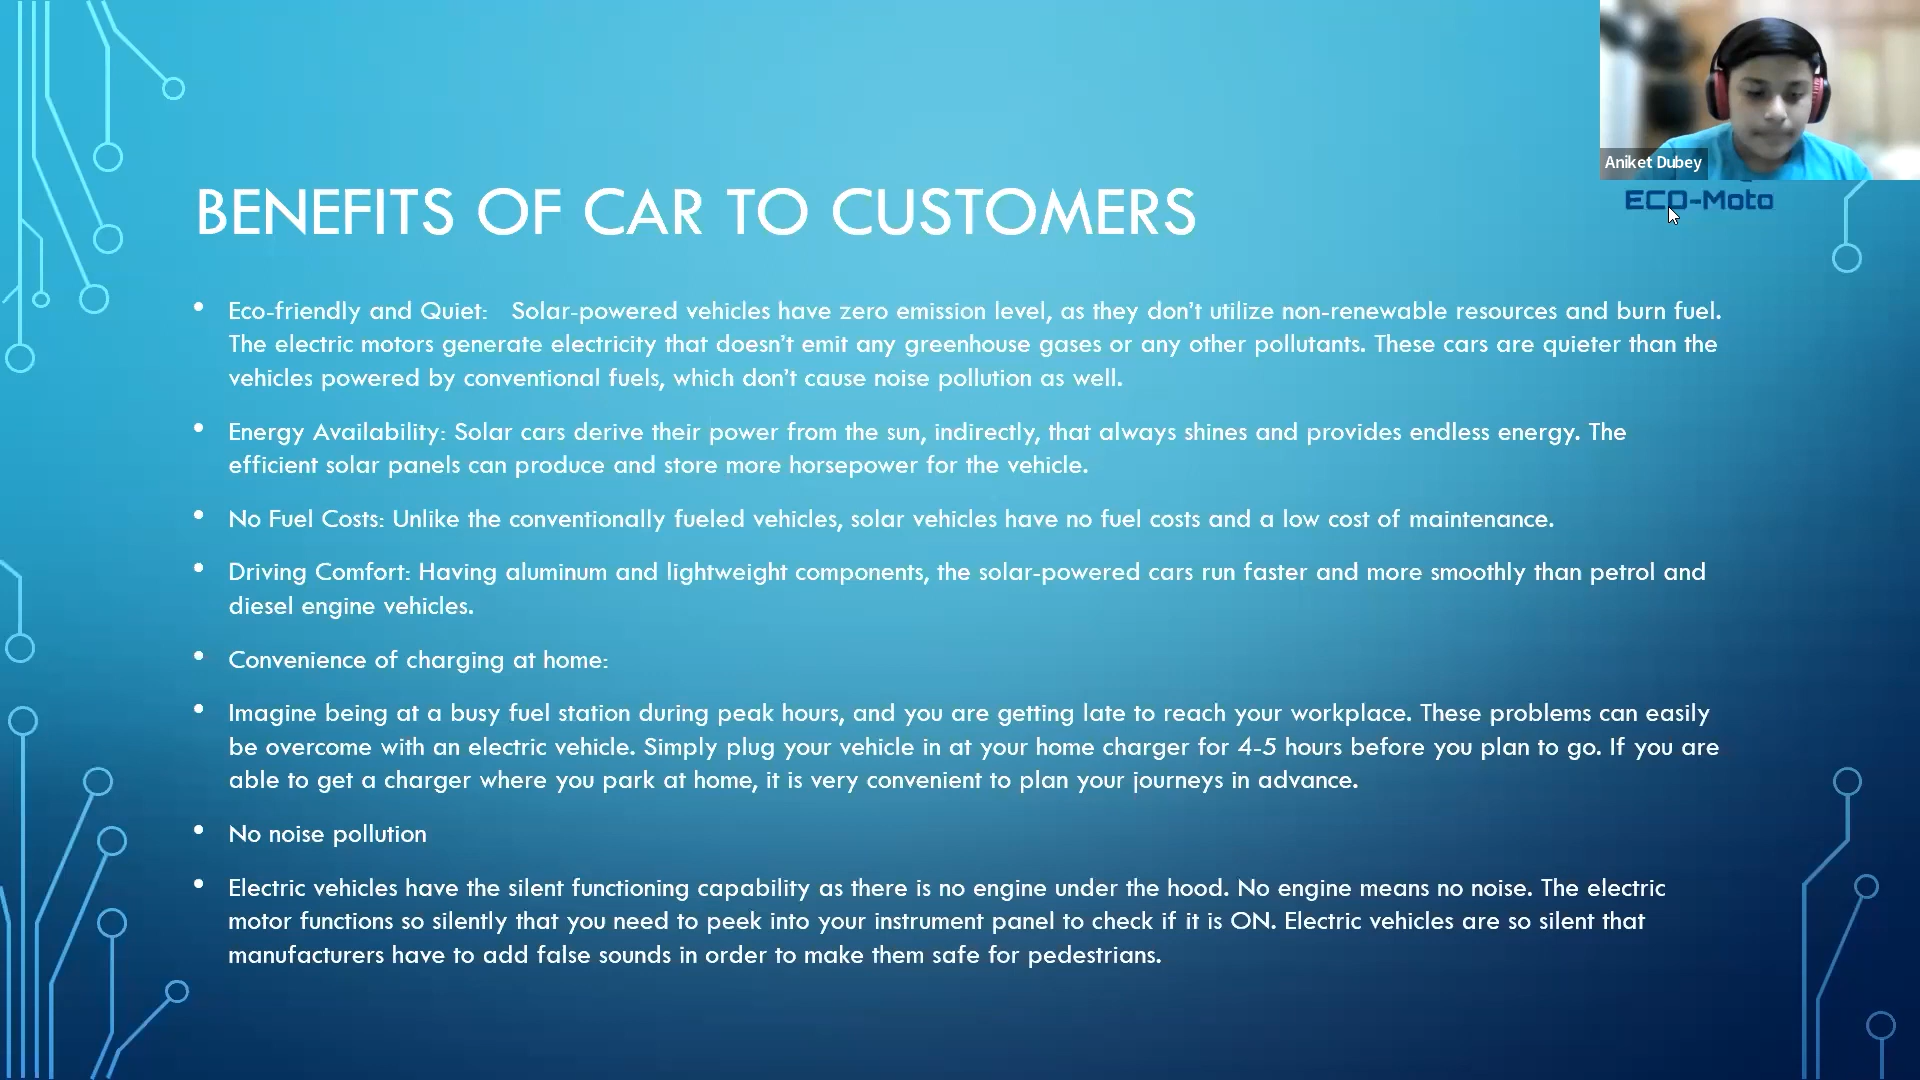 Aniket Dubey
ECO-Moto
BENEFITS OF CAR TO CUSTOMERS
• Eco-friendly and Quiet: Solar-powered vehicles have zero emission level, as they don't utilize non-renewable resources and burn fuel.
The electric motors generate electricity that doesn't emit any greenhouse gases or any other pollutants. These cars are quieter than the
vehicles powered by conventional fuels, which don't cause noise pollution as well.
• Energy Availability: Solar cars derive their power from the sun, indirectly, that always shines and provides endless energy. The
efficient solar panels can produce and store more horsepower for the vehicle.
• No Fuel Costs: Unlike the conventionally fueled vehicles, solar vehicles have no fuel costs and a low cost of maintenance.
• Driving Comfort: Having aluminum and lightweight components, the solar-powered cars run faster and more smoothly than petrol and
diesel engine vehicles.
• Convenience of charging at home:
• Imagine being at a busy fuel station during peak hours, and you are getting late to reach your workplace. These problems can easily
be overcome with an electric vehicle. Simply plug your vehicle in at your home charger for 4-5 hours before you plan to go. If you are
able to get a charger where you park at home, it is very convenient to plan your journeys in advance.
• No noise pollution
• Electric vehicles have the silent functioning capability as there is no engine under the hood. No engine means no noise. The electric
motor functions so silently that you need to peek into your instrument panel to check if it is ON. Electric vehicles are so silent that
manufacturers have to add false sounds in order to make them safe for pedestrians.